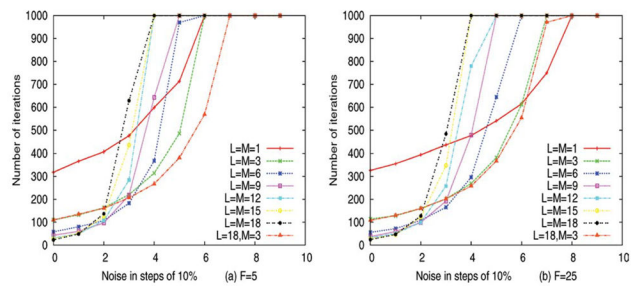 1000
900
800
700
600
500
400
300
200
100
0
Number of iterations
L=M=1
L=M=3
L=M=6
L=M=9
L=M=12
L=M=15
L=M=18
L=18,M=3
0 2 4 6 8 10
Noise in steps of 10% (a) F=5
1000
900
800
700
600
500
400
300
200
100
0
Number of iterations
L=M=1
L=M=3
L=M=6
L=M=9
L=M=12
L=M=15
L=M=18
L=18,M=3
0 2 4 6 8 10
Noise in steps of 10% (b) F=25